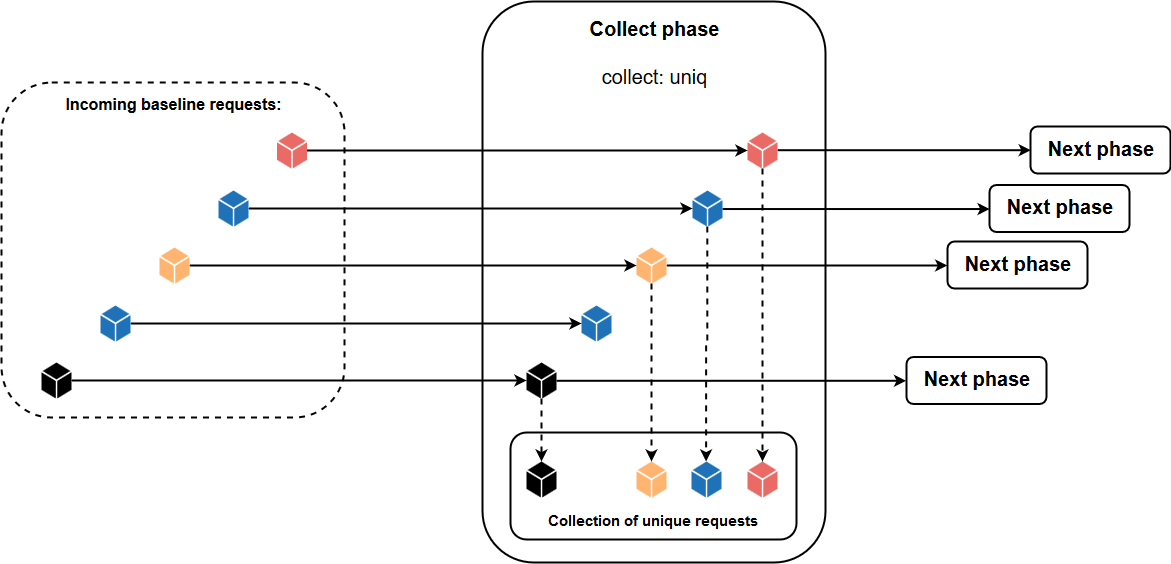 Collect phase
collect: uniq
Incoming baseline requests:
Next phase
Next phase
Next phase
Next phase
Collection of unique requests